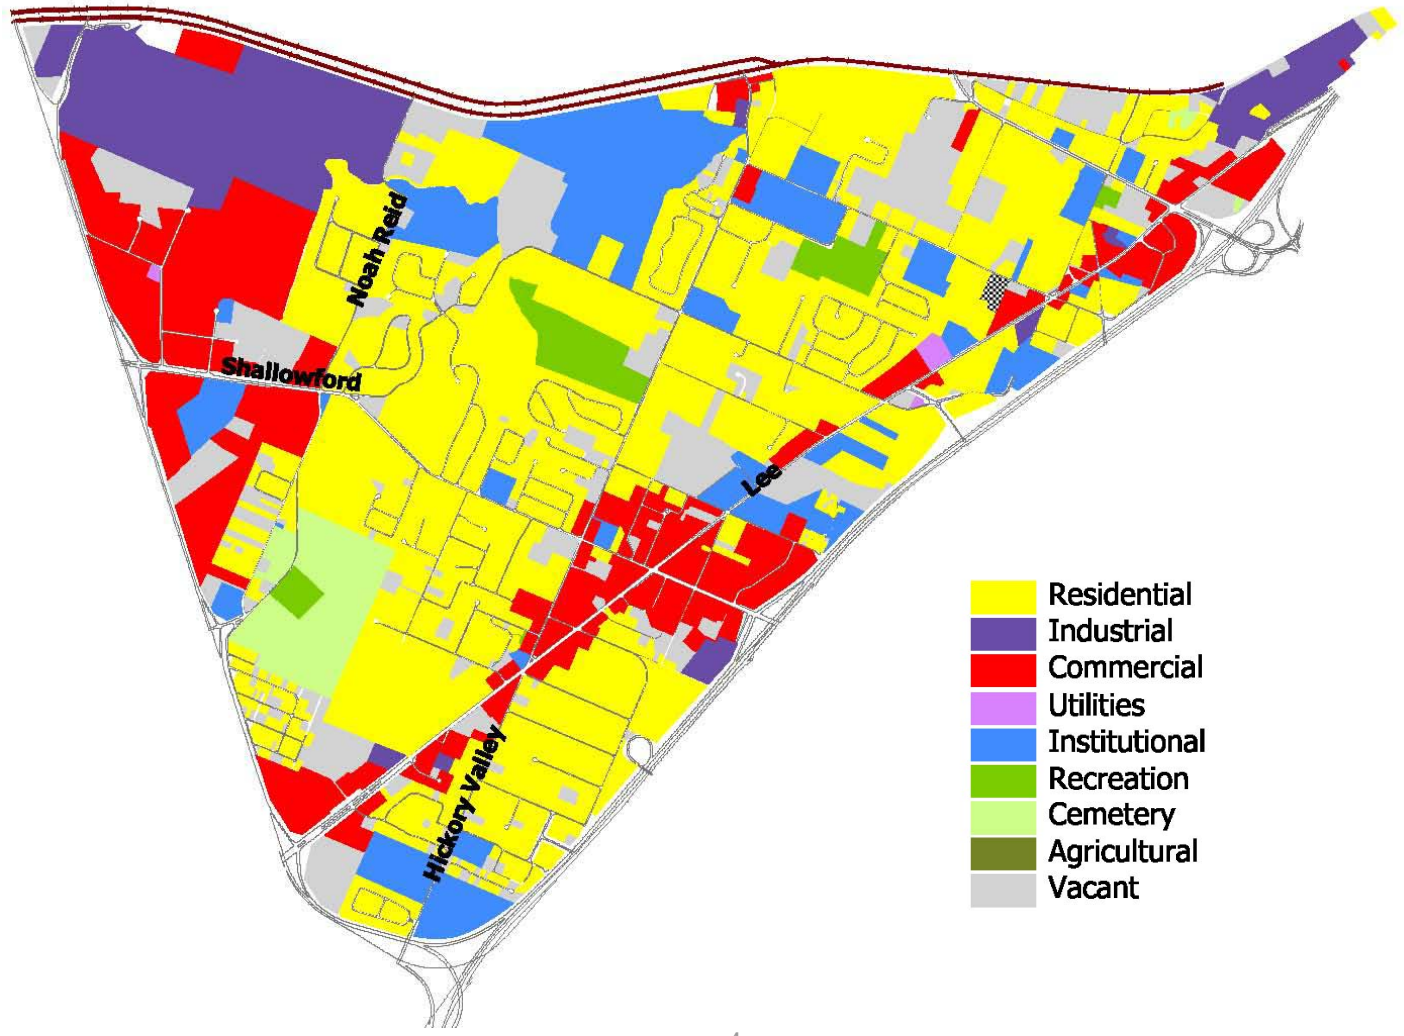 Noah Reid
Shallowford
Lee
Hickory Valley
Residential
Industrial
Commercial
Utilities
Institutional
Recreation
Cemetery
Agricultural
Vacant